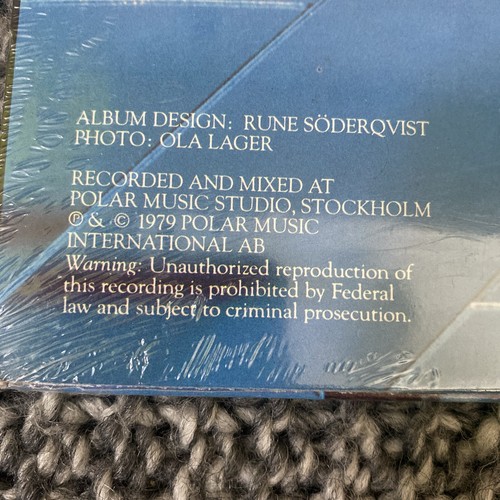 ALBUM DESIGN: RUNE SÖDERQVIST
PHOTO: OLA LAGER
RECORDED AND MIXED AT
POLAR MUSIC STUDIO, STOCKHOLM
℗ & © 1979 POLAR MUSIC
INTERNATIONAL AB
Warning: Unauthorized reproduction of
this recording is prohibited by Federal
law and subject to criminal prosecution.